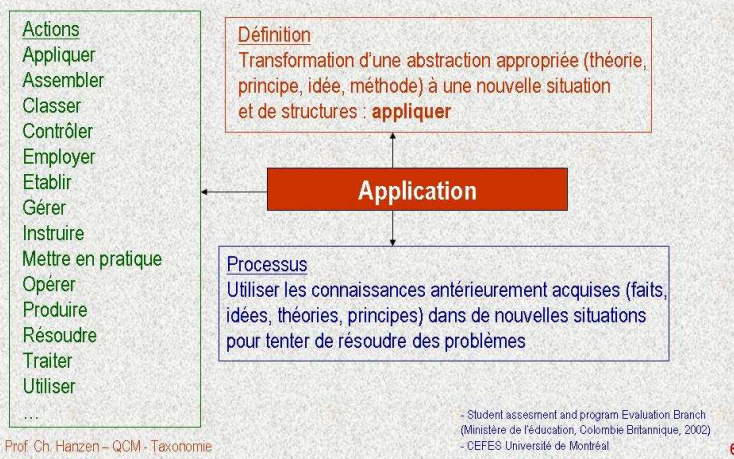 Actions
Appliquer
Assembler
Classer
Contrôler
Employer
Etablir
Gérer
Instruire
Mettre en pratique
Opérer
Produire
Résoudre
Traiter
Utiliser
…
Définition
Transformation d'une abstraction appropriée (théorie,
principe, idée, méthode) à une nouvelle situation
et de structures : appliquer
Application
Processus
Utiliser les connaissances antérieurement acquises (faits,
idées, théories, principes) dans de nouvelles situations
pour tenter de résoudre des problèmes
- Student assesment and program Evaluation Branch
(Ministère de l'éducation, Colombie Britannique, 2002)
- CEFES Université de Montréal
Prof. Ch. Hanzen – QCM - Taxonomie